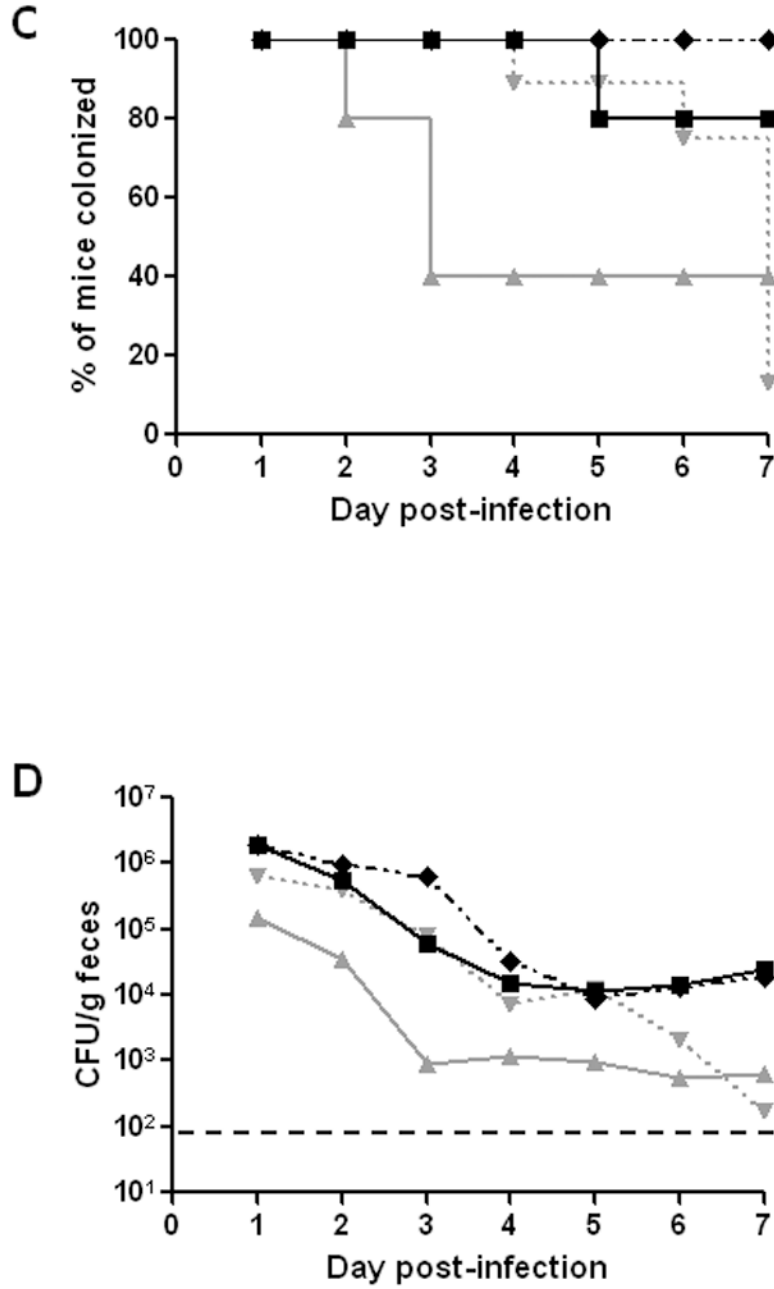 C
% of mice colonized
100
80
60
40
20
0
0 1 2 3 4 5 6 7
Day post-infection
D
CFU/g feces
10⁷
10⁶
10⁵
10⁴
10³
10²
10¹
0 1 2 3 4 5 6 7
Day post-infection